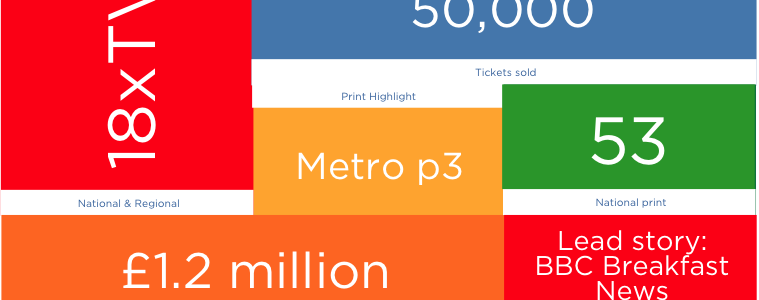 18xTV
50,000
Tickets sold
Print Highlight
Metro p3
53
National & Regional
National print
£1.2 million
Lead story:
BBC Breakfast
News